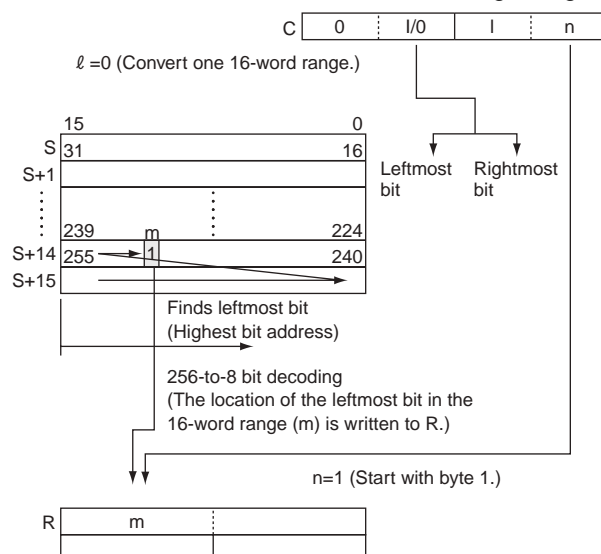 C 0 I/0 l n
ℓ =0 (Convert one 16-word range.)
15 0
S 31 16
S+1
Leftmost bit
Rightmost bit
239 m 224
S+14 255 1 240
S+15
Finds leftmost bit
(Highest bit address)
256-to-8 bit decoding
(The location of the leftmost bit in the
16-word range (m) is written to R.)
n=1 (Start with byte 1.)
R m